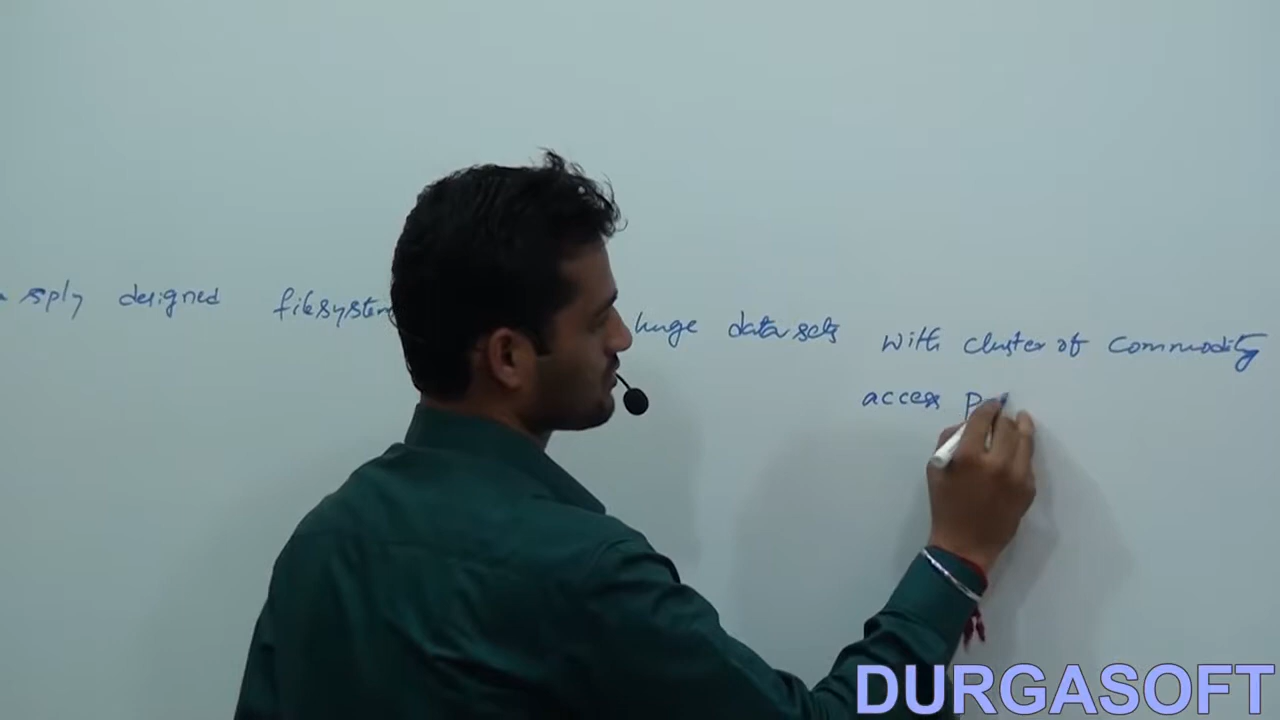 sply designed filesystem huge datasets with cluster of commodity
access
DURGASOFT